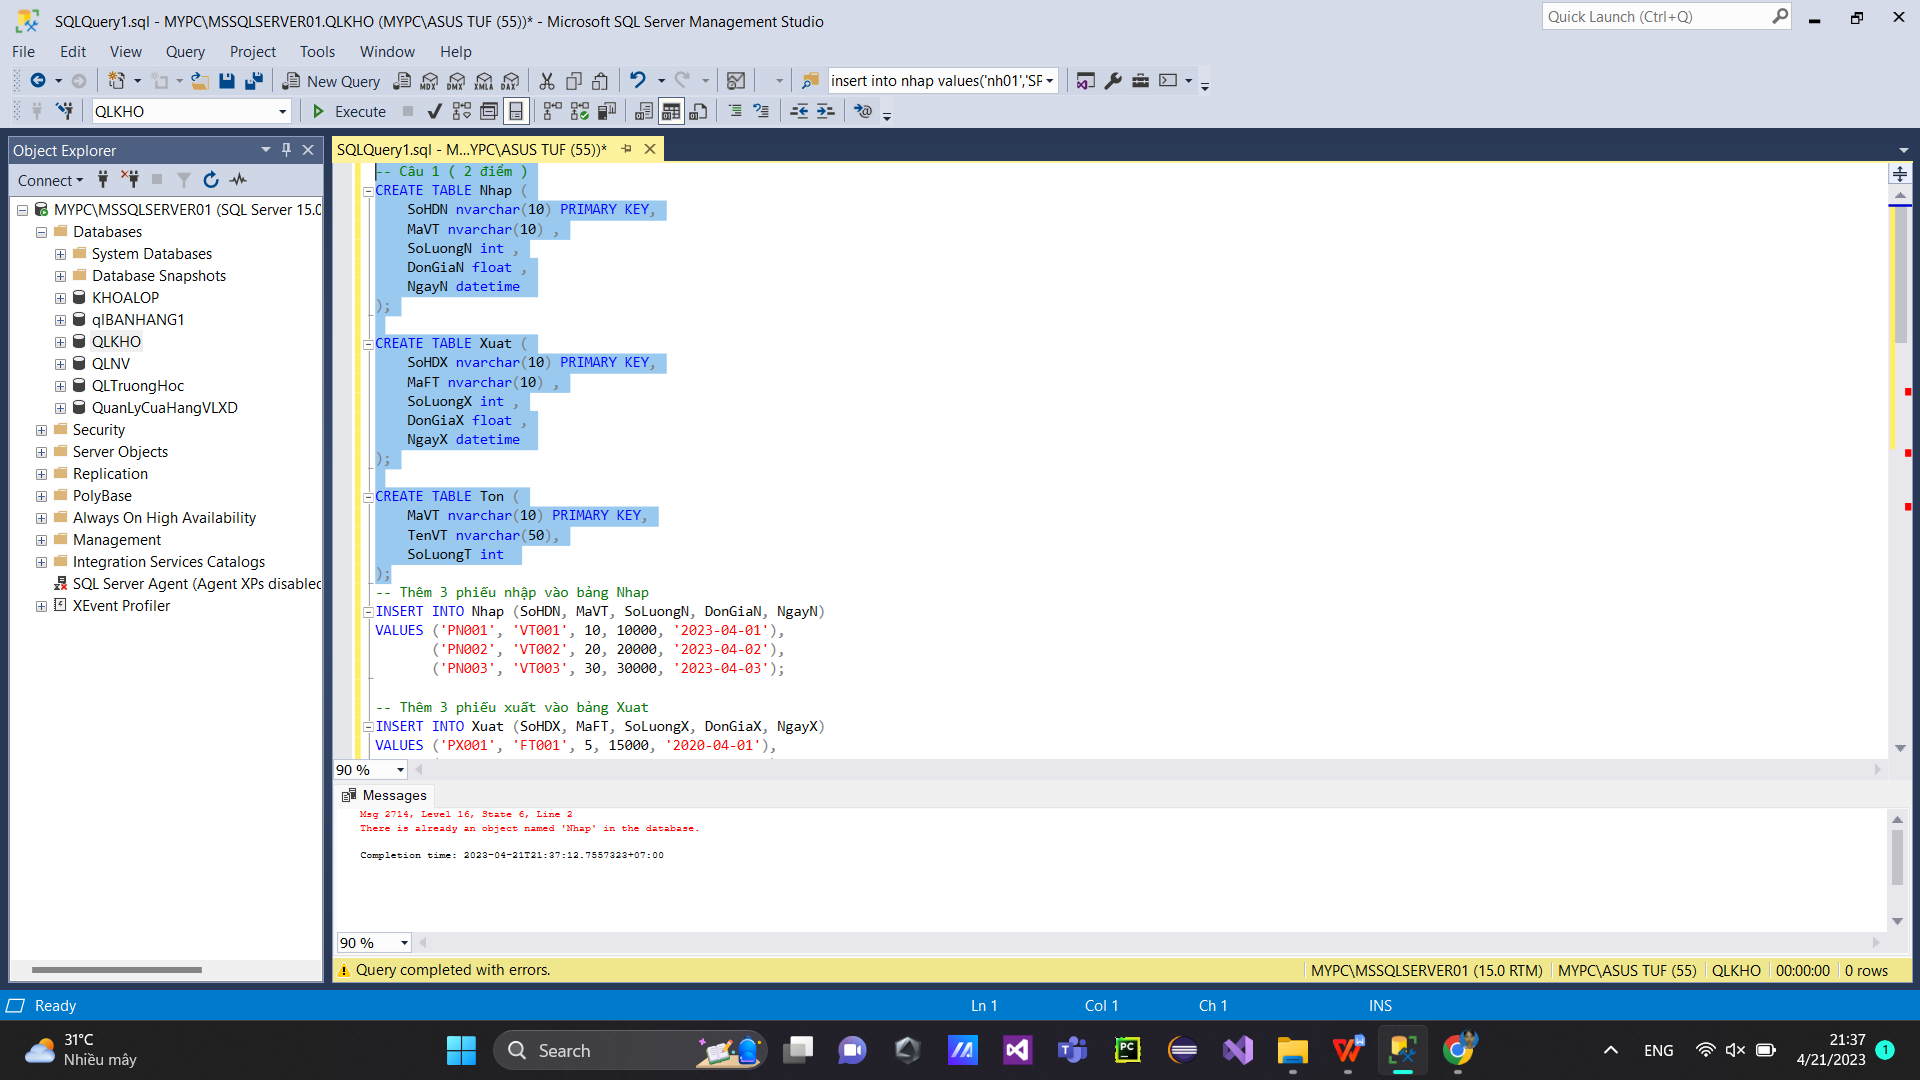 SQLQuery1.sql - MYPC\MSSQLSERVER01.QLKHO (MYPC\ASUS TUF (55))* - Microsoft SQL Server Management Studio
Quick Launch (Ctrl+Q)
File Edit View Query Project Tools Window Help
New Query
MDX DMX XMLA DAX
insert into nhap values('nh01','SF
QLKHO
Execute
Object Explorer
Connect
MYPC\MSSQLSERVER01 (SQL Server 15.0
Databases
System Databases
Database Snapshots
KHOALOP
qlBANHANG1
QLKHO
QLNV
QLTruongHoc
QuanLyCuaHangVLXD
Security
Server Objects
Replication
PolyBase
Always On High Availability
Management
Integration Services Catalogs
SQL Server Agent (Agent XPs disabled
XEvent Profiler
SQLQuery1.sql - M...YPC\ASUS TUF (55))*
-- Câu 1 ( 2 điểm )
CREATE TABLE Nhap (
SoHDN nvarchar(10) PRIMARY KEY,
MaVT nvarchar(10) ,
SoLuongN int ,
DonGiaN float ,
NgayN datetime
);
CREATE TABLE Xuat (
SoHDX nvarchar(10) PRIMARY KEY,
MaFT nvarchar(10) ,
SoLuongX int ,
DonGiaX float ,
NgayX datetime
);
CREATE TABLE Ton (
MaVT nvarchar(10) PRIMARY KEY,
TenVT nvarchar(50),
SoLuongT int
);
-- Thêm 3 phiếu nhập vào bảng Nhap
INSERT INTO Nhap (SoHDN, MaVT, SoLuongN, DonGiaN, NgayN)
VALUES ('PN001', 'VT001', 10, 10000, '2023-04-01'),
('PN002', 'VT002', 20, 20000, '2023-04-02'),
('PN003', 'VT003', 30, 30000, '2023-04-03');
-- Thêm 3 phiếu xuất vào bảng Xuat
INSERT INTO Xuat (SoHDX, MaFT, SoLuongX, DonGiaX, NgayX)
VALUES ('PX001', 'FT001', 5, 15000, '2020-04-01'),
90 %
Messages
Msg 2714, Level 16, State 6, Line 2
There is already an object named 'Nhap' in the database.
Completion time: 2023-04-21T21:37:12.7557323+07:00
90 %
Query completed with errors.
MYPC\MSSQLSERVER01 (15.0 RTM) MYPC\ASUS TUF (55) QLKHO 00:00:00 0 rows
Ready
Ln 1 Col 1 Ch 1 INS
31°C
Nhiều mây
Search
PC
ENG
21:37
4/21/2023
1